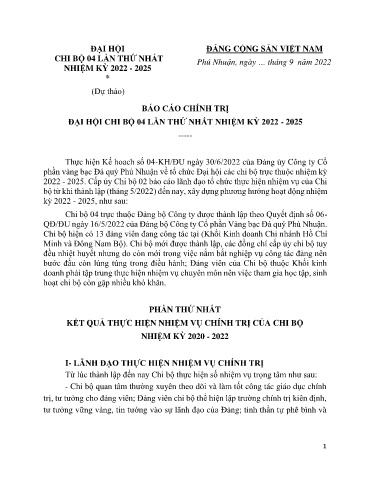 ĐẠI HỘI
CHI BỘ 04 LẦN THỨ NHẤT
NHIỆM KỲ 2022 - 2025
*
(Dự thảo)
ĐẢNG CỘNG SẢN VIỆT NAM
Phú Nhuận, ngày ... tháng 9 năm 2022
BÁO CÁO CHÍNH TRỊ
ĐẠI HỘI CHI BỘ 04 LẦN THỨ NHẤT NHIỆM KỲ 2022 - 2025
-----
Thực hiện Kế hoạch số 04-KH/ĐU ngày 30/6/2022 của Đảng ủy Công ty Cổ
phần vàng bạc Đá quý Phú Nhuận về tổ chức Đại hội các chi bộ trực thuộc nhiệm kỳ
2022 - 2025. Cấp ủy Chi bộ 02 báo cáo lãnh đạo tổ chức thực hiện nhiệm vụ của Chi
bộ từ khi thành lập (tháng 5/2022) đến nay, xây dựng phương hướng hoạt động nhiệm
kỳ 2022 - 2025, như sau:
Chi bộ 04 trực thuộc Đảng bộ Công ty được thành lập theo Quyết định số 06-
QĐ/ĐU ngày 16/5/2022 của Đảng bộ Công ty Cổ phần Vàng bạc Đá quý Phú Nhuận.
Chi bộ hiện có 13 đảng viên đang công tác tại (Khối Kinh doanh Chi nhánh Hồ Chí
Minh và Đông Nam Bộ). Chi bộ mới được thành lập, các đồng chí cấp ủy chi bộ tuy
đều nhiệt huyết nhưng do còn mới trong việc nắm bắt nghiệp vụ công tác đảng nên
bước đầu còn lúng túng trong điều hành; Đảng viên của Chi bộ thuộc Khối kinh
doanh phải tập trung thực hiện nhiệm vụ chuyên môn nên việc tham gia học tập, sinh
hoạt chi bộ còn gặp nhiều khó khăn.
PHẦN THỨ NHẤT
KẾT QUẢ THỰC HIỆN NHIỆM VỤ CHÍNH TRỊ CỦA CHI BỘ
NHIỆM KỲ 2020 - 2022
I- LÃNH ĐẠO THỰC HIỆN NHIỆM VỤ CHÍNH TRỊ
Từ lúc thành lập đến nay Chi bộ thực hiện số nhiệm vụ trọng tâm như sau:
- Chi bộ quan tâm thường xuyên theo dõi và làm tốt công tác giáo dục chính
trị, tư tưởng cho đảng viên; Đảng viên chi bộ thể hiện lập trường chính trị kiên định,
tư tưởng vững vàng, tin tưởng vào sự lãnh đạo của Đảng; tinh thần tự phê bình và
1